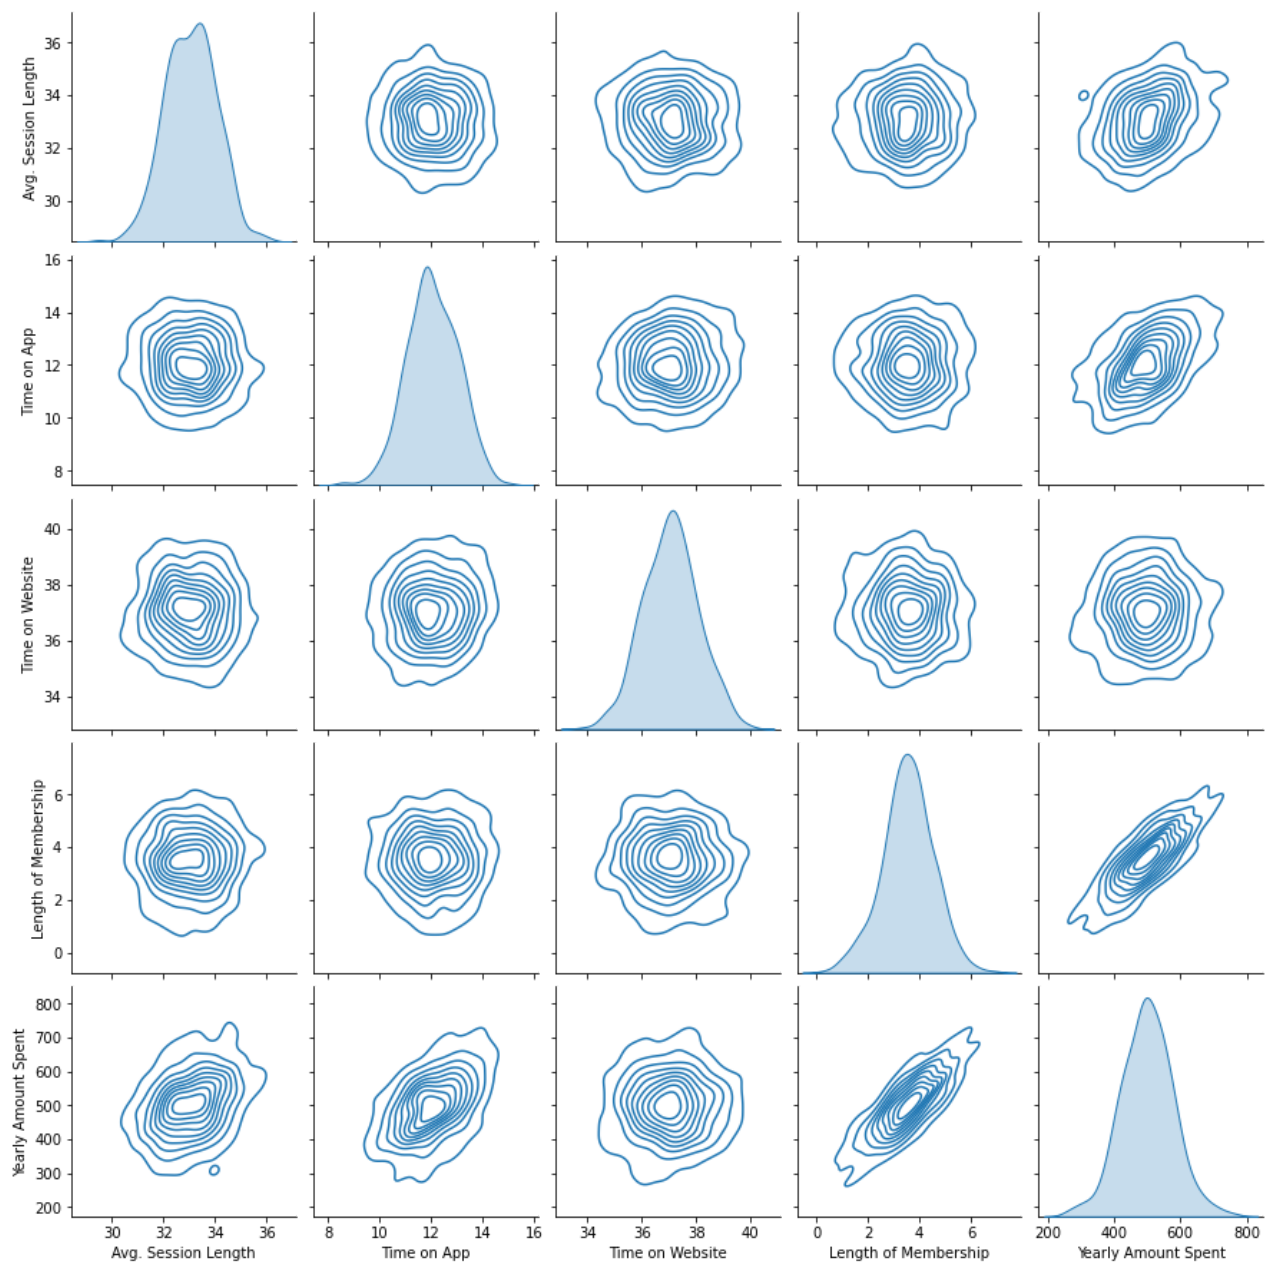 36
34
32
30
Avg. Session Length
16
14
12
10
8
Time on App
40
38
36
34
Time on Website
6
4
2
0
Length of Membership
800
700
600
500
400
300
200
Yearly Amount Spent
30 32 34 36
8 10 12 14 16
34 36 38 40
0 2 4 6
200 400 600 800
Avg. Session Length
Time on App
Time on Website
Length of Membership
Yearly Amount Spent